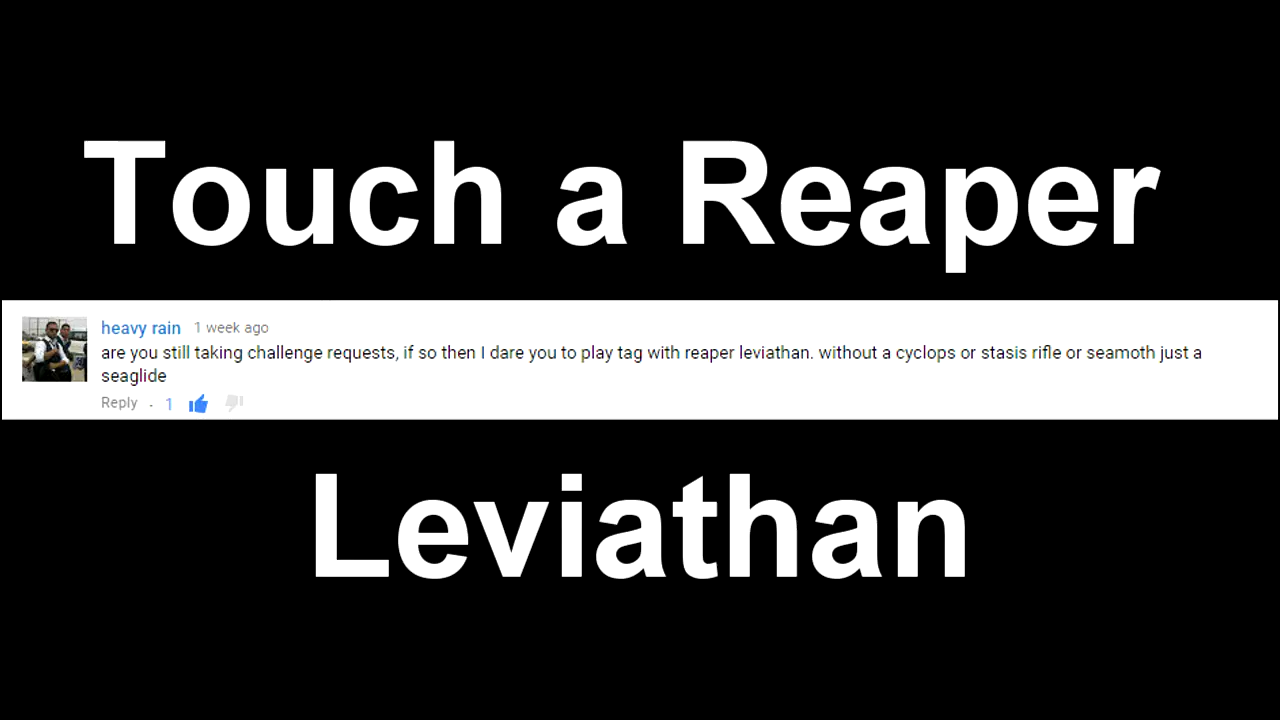 Touch a Reaper
heavy rain 1 week ago
are you still taking challenge requests, if so then I dare you to play tag with reaper leviathan. without a cyclops or stasis rifle or seamoth just a
seaglide
Reply . 1
Leviathan